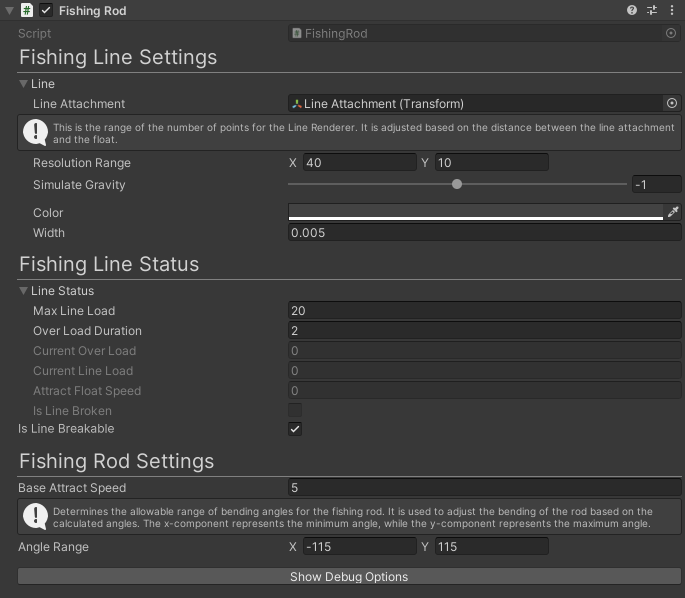 Fishing Rod
Script FishingRod
Fishing Line Settings
Line
Line Attachment Line Attachment (Transform)
This is the range of the number of points for the Line Renderer. It is adjusted based on the distance between the line attachment
and the float.
Resolution Range X 40 Y 10
Simulate Gravity -1
Color
Width 0.005
Fishing Line Status
Line Status
Max Line Load 20
Over Load Duration 2
Current Over Load 0
Current Line Load 0
Attract Float Speed 0
Is Line Broken
Is Line Breakable
Fishing Rod Settings
Base Attract Speed 5
Determines the allowable range of bending angles for the fishing rod. It is used to adjust the bending of the rod based on the
calculated angles. The x-component represents the minimum angle, while the y-component represents the maximum angle.
Angle Range X -115 Y 115
Show Debug Options